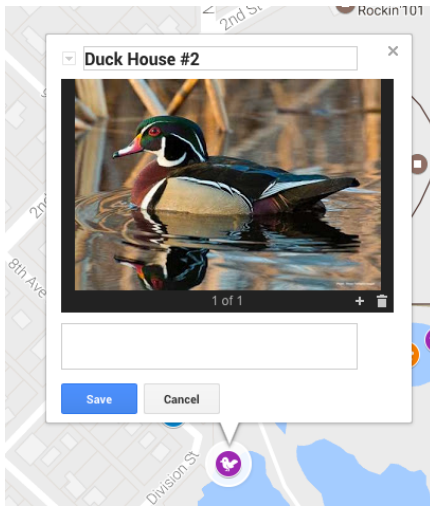 2nd St
Rockin'101
Duck House #2
2nd
8th Ave
1 of 1
Save
Cancel
Division St